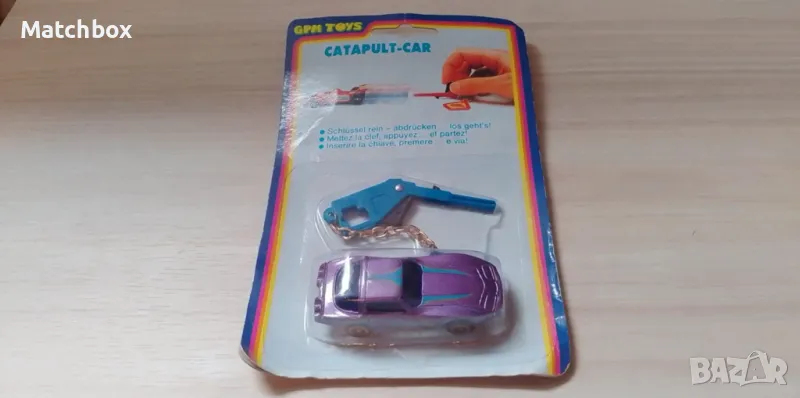 Matchbox
GPM TOYS
CATAPULT-CAR
• Schlüssel rein - abdrücken los geht's!
• Mettez la clef, appuyez et partez!
• Inserite la chiave, premere e via!
BAZAR